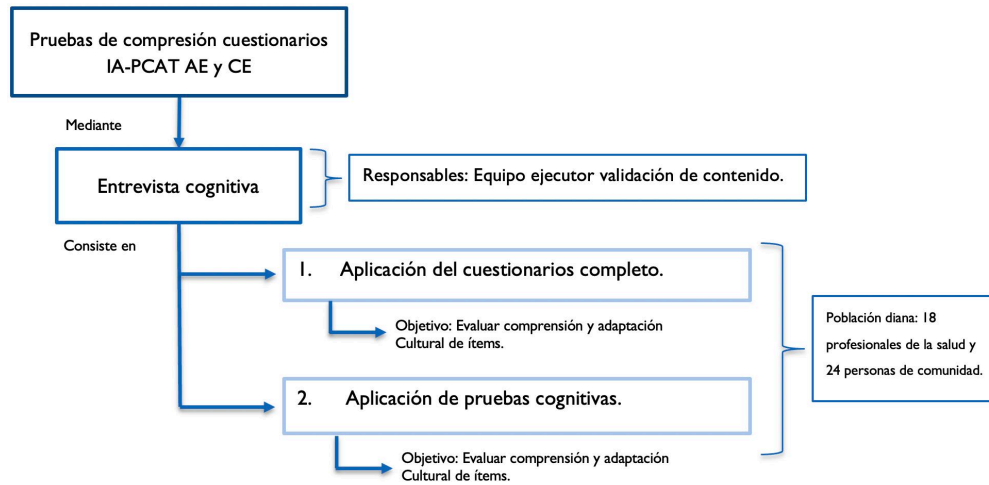 Pruebas de compresión cuestionarios
IA-PCAT AE y CE
Mediante
Entrevista cognitiva
Responsables: Equipo ejecutor validación de contenido.
Consiste en
1. Aplicación del cuestionarios completo.
Objetivo: Evaluar comprensión y adaptación
Cultural de ítems.
Población diana: 18
profesionales de la salud y
24 personas de comunidad.
2. Aplicación de pruebas cognitivas.
Objetivo: Evaluar comprensión y adaptación
Cultural de ítems.